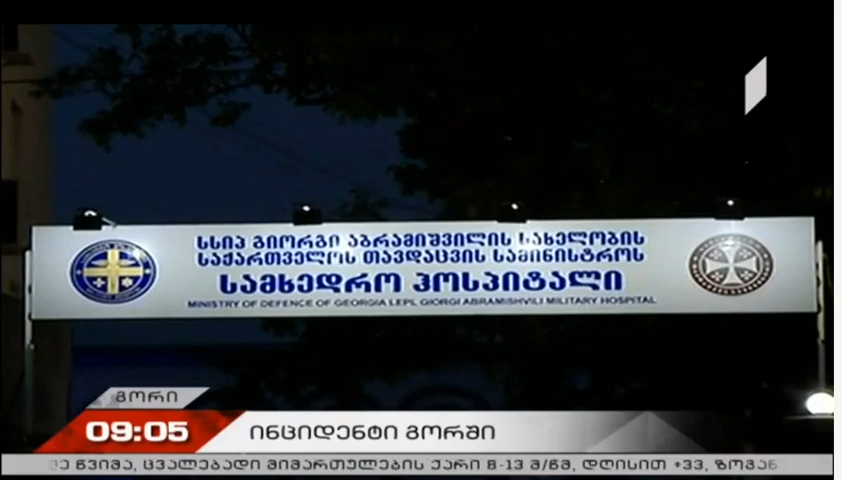 სსიპ გიორგი აბრამიშვილის სახელობის
საქართველოს თავდაცვის სამინისტროს
სამხედრო ჰოსპიტალი
MINISTRY OF DEFENCE OF GEORGIA LEPL GIORGI ABRAMISHVILI MILITARY HOSPITAL
გორი
09:05 ინციდენტი გორში
წვიმა, ცვალებადი მიმართულების ქარი 8-13 მ/წმ, დღისით +33,